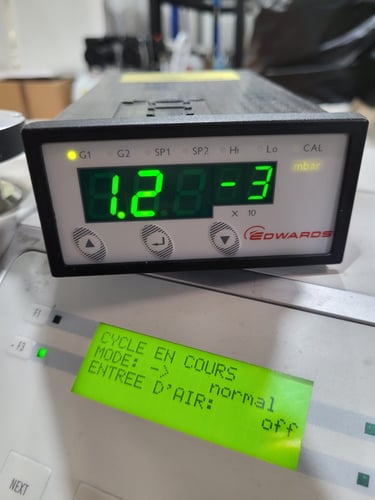 G1 G2 SP1 SP2 Hi Lo CAL
mbar
1.2 -3
X 10
EDWARDS
F1
F3
CYCLE EN COURS
MODE: -> normal
ENTREE D'AIR:
off
NEXT